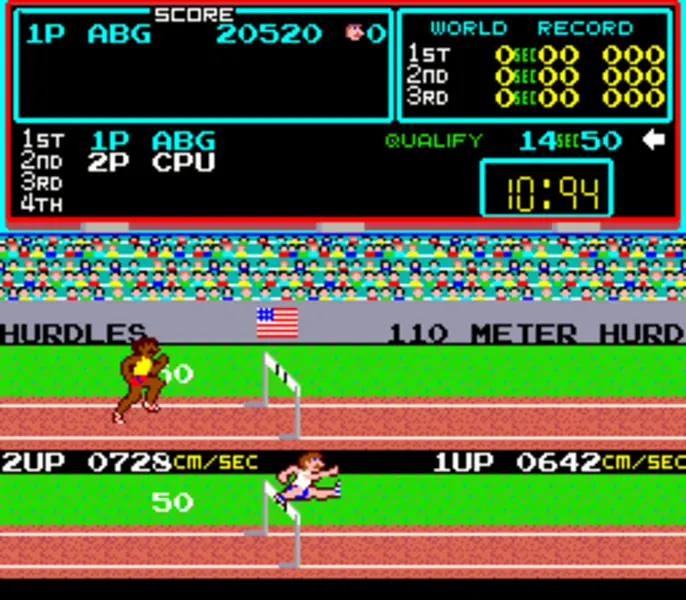 SCORE
1P ABG 20520 0
WORLD RECORD
1ST 0SEC00 000
2ND 0SEC00 000
3RD 0SEC00 000
1ST 1P ABG
2ND 2P CPU
3RD
4TH
QUALIFY 14SEC50
10:94
HURDLES 110 METER HURD
50
2UP 0728CM/SEC 1UP 0642CM/SEC
50